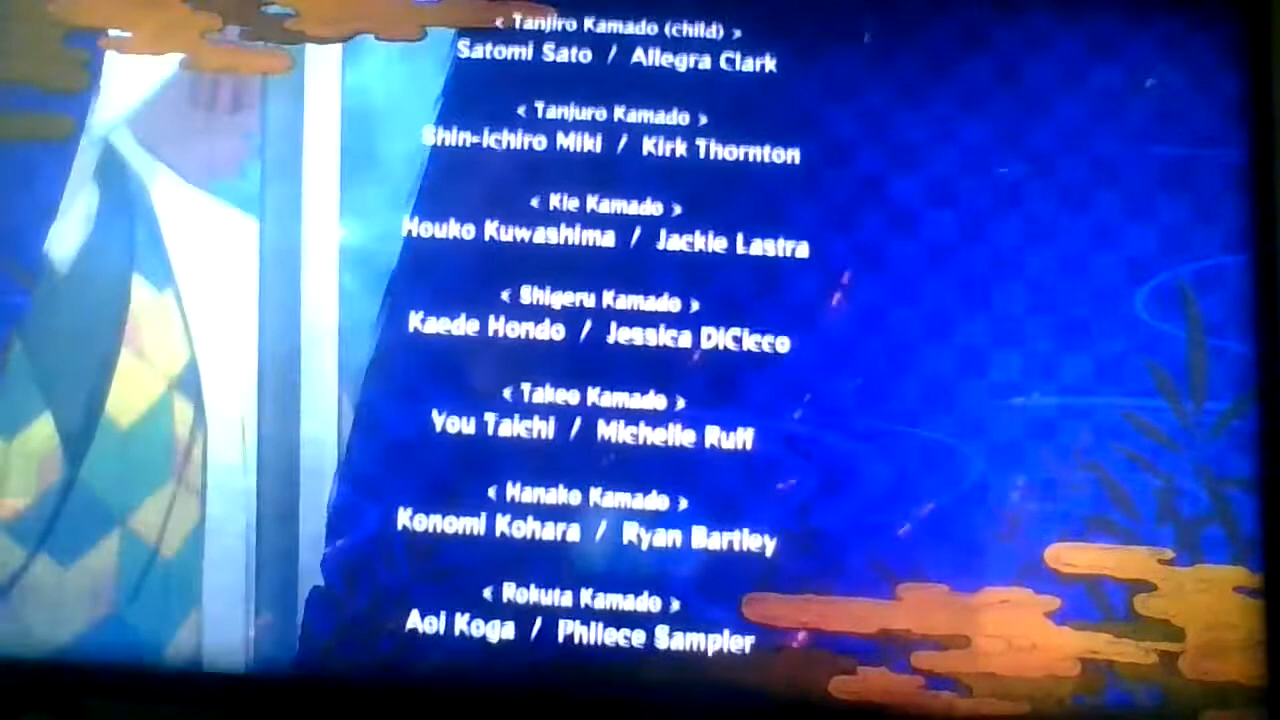 < Tanjiro Kamado (child) >
Satomi Sato / Allegra Clark
< Tanjuro Kamado >
Shin-ichiro Miki / Kirk Thornton
< Kie Kamado >
Houko Kuwashima / Jackie Lastra
< Shigeru Kamado >
Kaede Hondo / Jessica DiCicco
< Takeo Kamado >
You Taichi / Michelle Ruff
< Hanako Kamado >
Konomi Kohara / Ryan Bartley
< Rokuta Kamado >
Aoi Koga / Philece Sampler